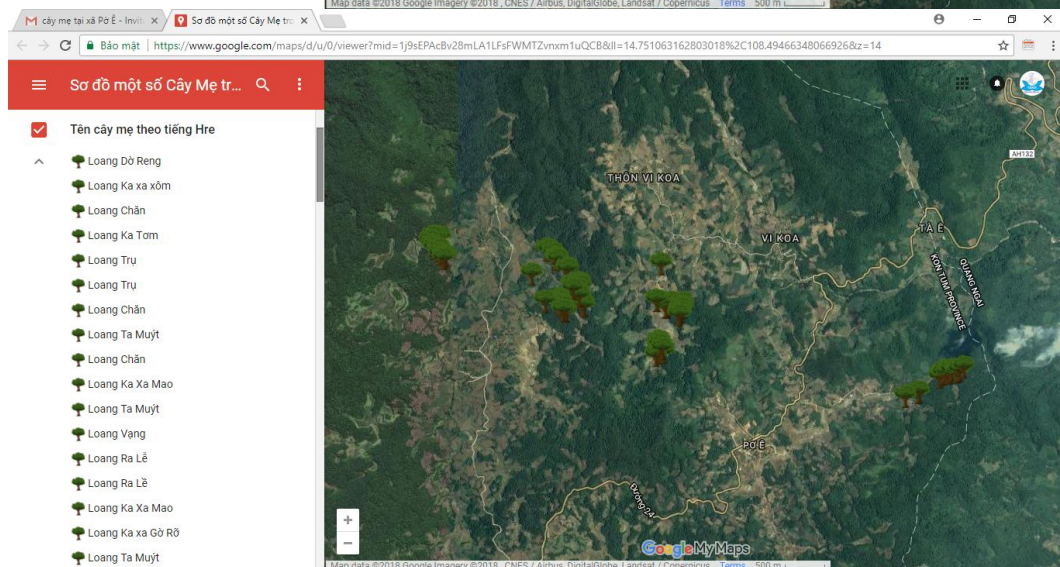 Map data ©2018 Google Imagery ©2018 , CNES / Airbus, DigitalGlobe, Landsat / Copernicus Terms 500 m
cây mẹ tại xã Pờ Ê - Invit
Sơ đồ một số Cây Mẹ trc
Bảo mật | https://www.google.com/maps/d/u/0/viewer?mid=1j9sEPAcBv28mLA1LFsFWMTZvnxm1uQCB&ll=14.751063162803018%2C108.49466348066926&z=14
Sơ đồ một số Cây Mẹ tr...
Tên cây mẹ theo tiếng Hre
Loang Dờ Reng
Loang Ka xa xôm
Loang Chăn
Loang Ka Tơm
Loang Trụ
Loang Trụ
Loang Chăn
Loang Ta Muýt
Loang Chăn
Loang Ka Xa Mao
Loang Ta Muýt
Loang Vạng
Loang Ra Lễ
Loang Ra Lề
Loang Ka Xa Mao
Loang Ka xa Gờ Rỡ
Loang Ta Muýt
AH132
THÔN VI KOA
VI KOA
TÀ Ê
KON TUM PROVINCE
QUANG NGAI
PỜ Ê
Đường 24
+
−
Google My Maps
Map data ©2018 Google Imagery ©2018 , CNES / Airbus, DigitalGlobe, Landsat / Copernicus Terms 500 m